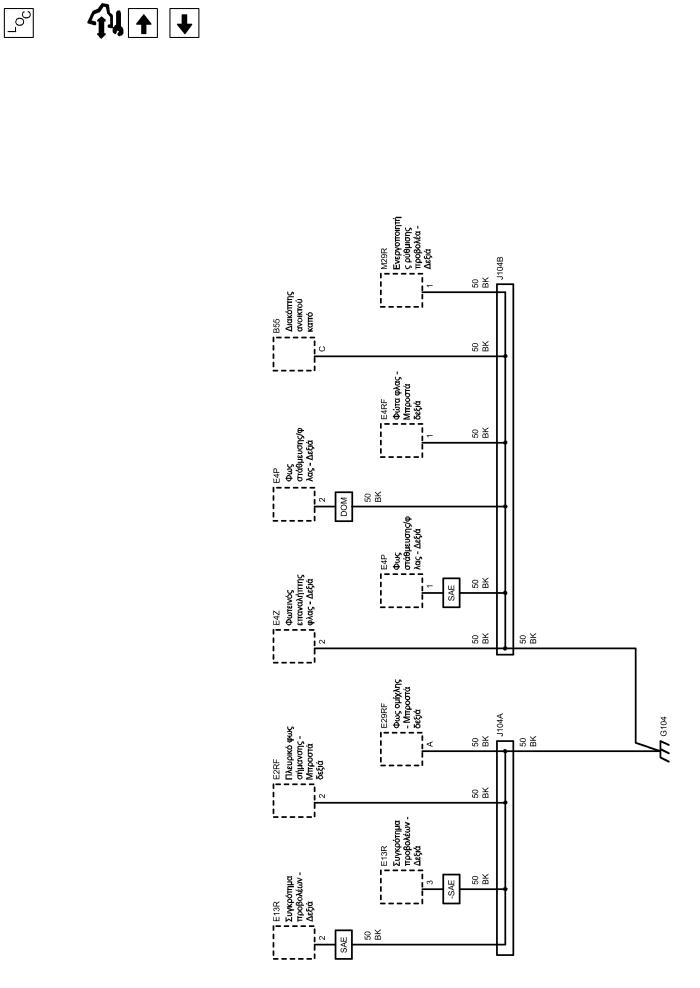 LOC
E13R
Συγκρότημα
προβολέων -
Δεξιά
2
SAE
50
BK
E2RF
Πλευρικό φως
σήμανσης -
Μπροστά
δεξιά
2
50
BK
E4Z
Φωτεινός
επαναλήπτης
φλας - Δεξιά
2
50
BK
E4P
Φως
στάθμευσης/φ
λας - Δεξιά
2
DOM
50
BK
B55
Διακόπτης
ανοικτού
καπό
C
50
BK
E13R
Συγκρότημα
προβολέων -
Δεξιά
3
-SAE
50
BK
E29RF
Φως ομίχλης
- Μπροστά
δεξιά
A
50
BK
E4P
Φως
στάθμευσης/φ
λας - Δεξιά
1
SAE
50
BK
E4RF
Φώτα φλας -
Μπροστά
δεξιά
1
50
BK
M29R
Ενεργοποιητή
ς ρύθμισης
προβολέα -
Δεξιά
1
50
BK
J104A
50
BK
J104B
50
BK
G104